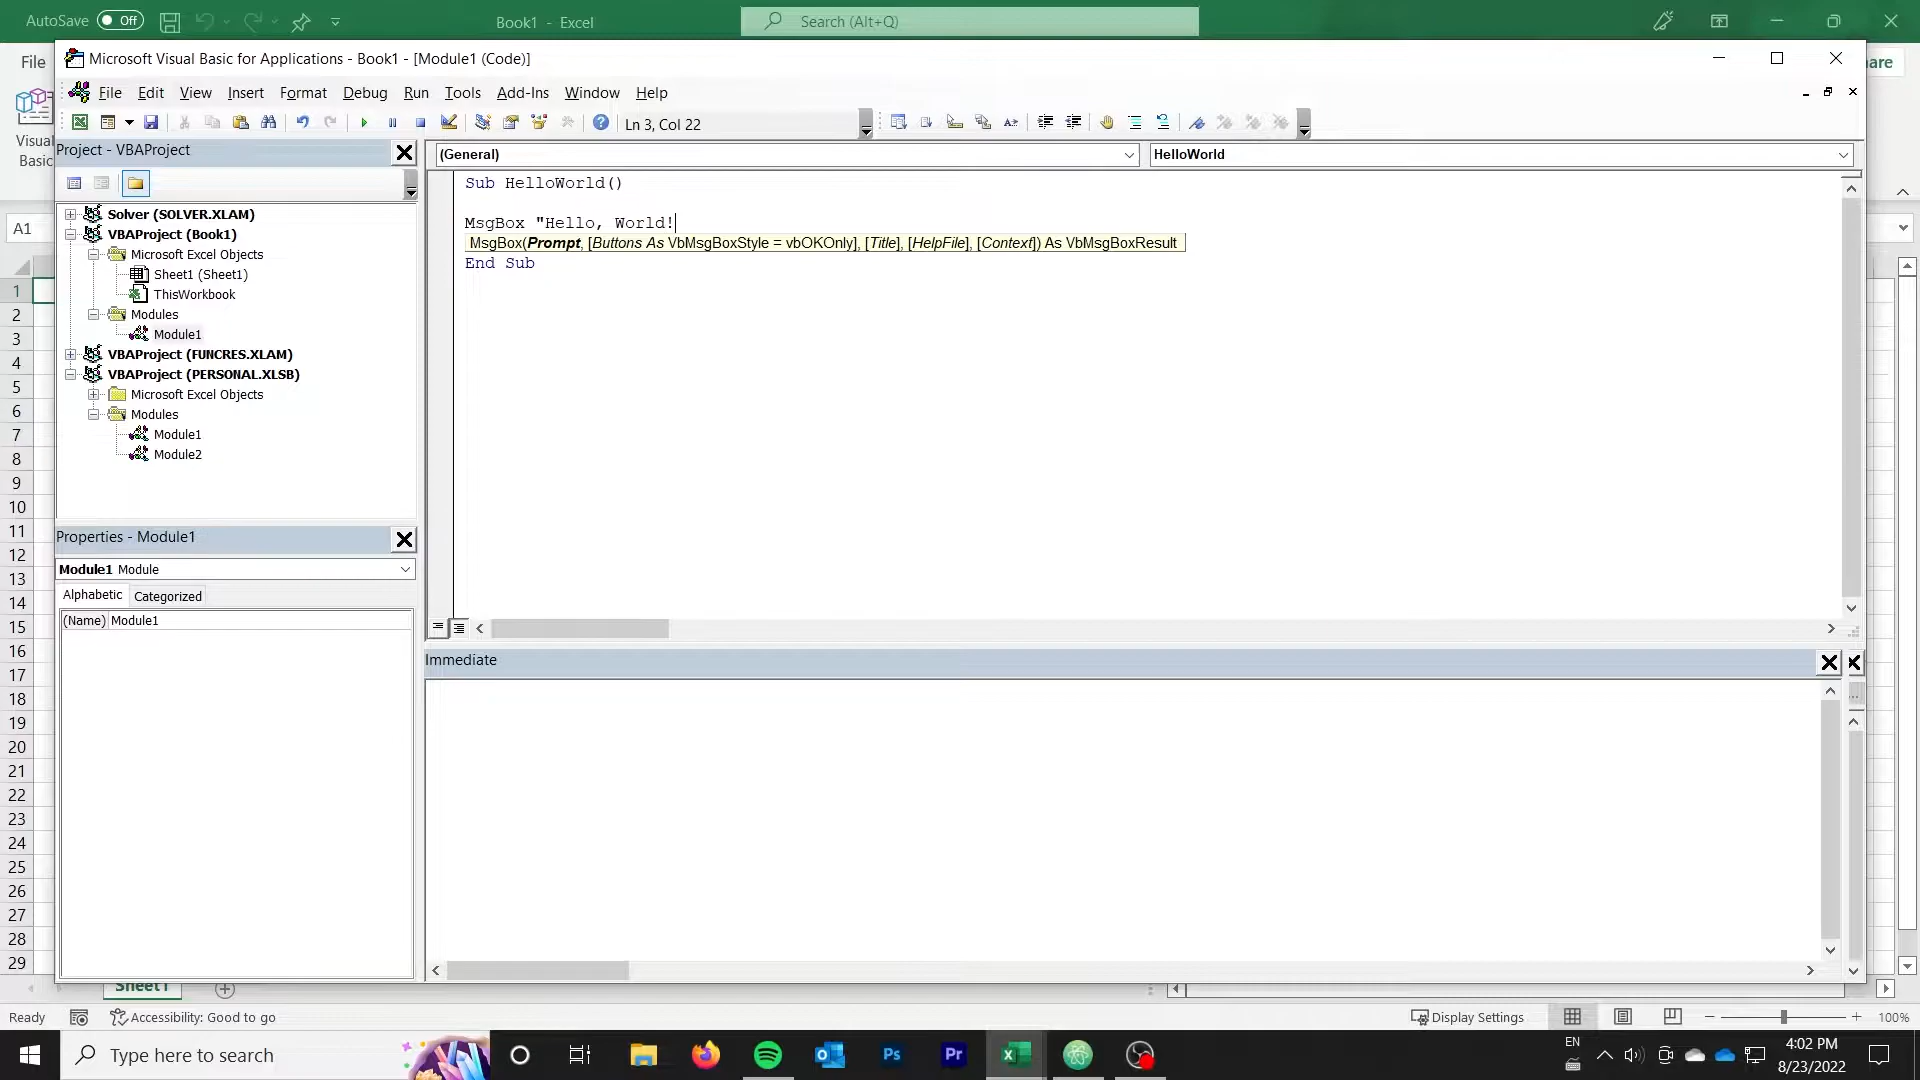 AutoSave Off Book1 - Excel Search (Alt+Q)
File
Visual
Basic
A1
Microsoft Visual Basic for Applications - Book1 - [Module1 (Code)]
File Edit View Insert Format Debug Run Tools Add-Ins Window Help
Ln 3, Col 22
Project - VBAProject
Solver (SOLVER.XLAM)
VBAProject (Book1)
Microsoft Excel Objects
Sheet1 (Sheet1)
ThisWorkbook
Modules
Module1
VBAProject (FUNCRES.XLAM)
VBAProject (PERSONAL.XLSB)
Microsoft Excel Objects
Modules
Module1
Module2
Properties - Module1
Module1 Module
Alphabetic Categorized
(Name) Module1
(General) HelloWorld
Sub HelloWorld()
MsgBox "Hello, World!
MsgBox(Prompt, [Buttons As VbMsgBoxStyle = vbOKOnly], [Title], [HelpFile], [Context]) As VbMsgBoxResult
End Sub
Immediate
1
2
3
4
5
6
7
8
9
10
11
12
13
14
15
16
17
18
19
20
21
22
23
24
25
26
27
28
29
Sheet1
Ready Accessibility: Good to go Display Settings 100%
Type here to search
Ps Pr
EN
4:02 PM
8/23/2022